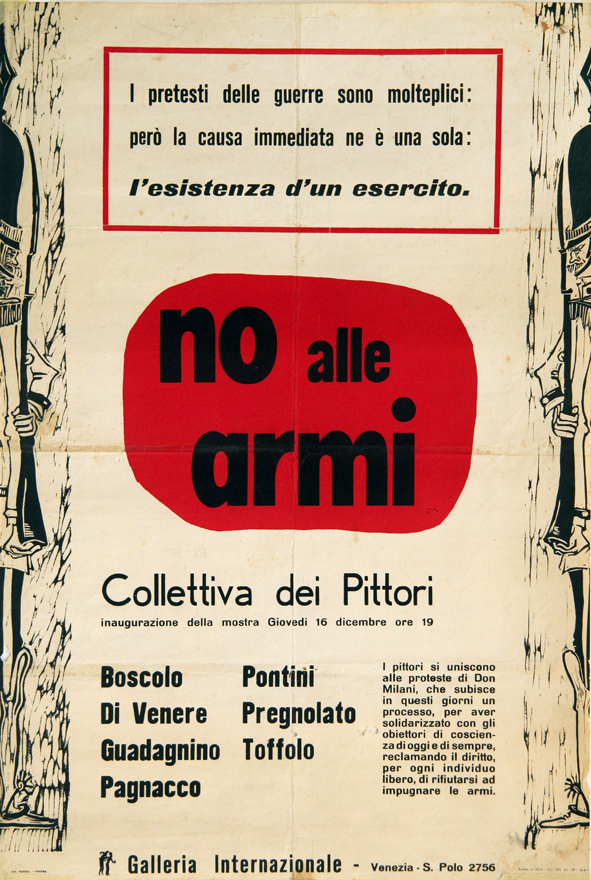 I pretesti delle guerre sono molteplici:
però la causa immediata ne è una sola:
l'esistenza d'un esercito.
no alle
armi
Collettiva dei Pittori
inaugurazione della mostra Giovedì 16 dicembre ore 19
Boscolo
Di Venere
Guadagnino
Pagnacco
Pontini
Pregnolato
Toffolo
I pittori si uniscono
alle proteste di Don
Milani, che subisce
in questi giorni un
processo, per aver
solidarizzato con gli
obiettori di coscien-
za di oggi e di sempre,
reclamando il diritto,
per ogni individuo
libero, di rifiutarsi ad
impugnare le armi.
Galleria Internazionale - Venezia - S. Polo 2756